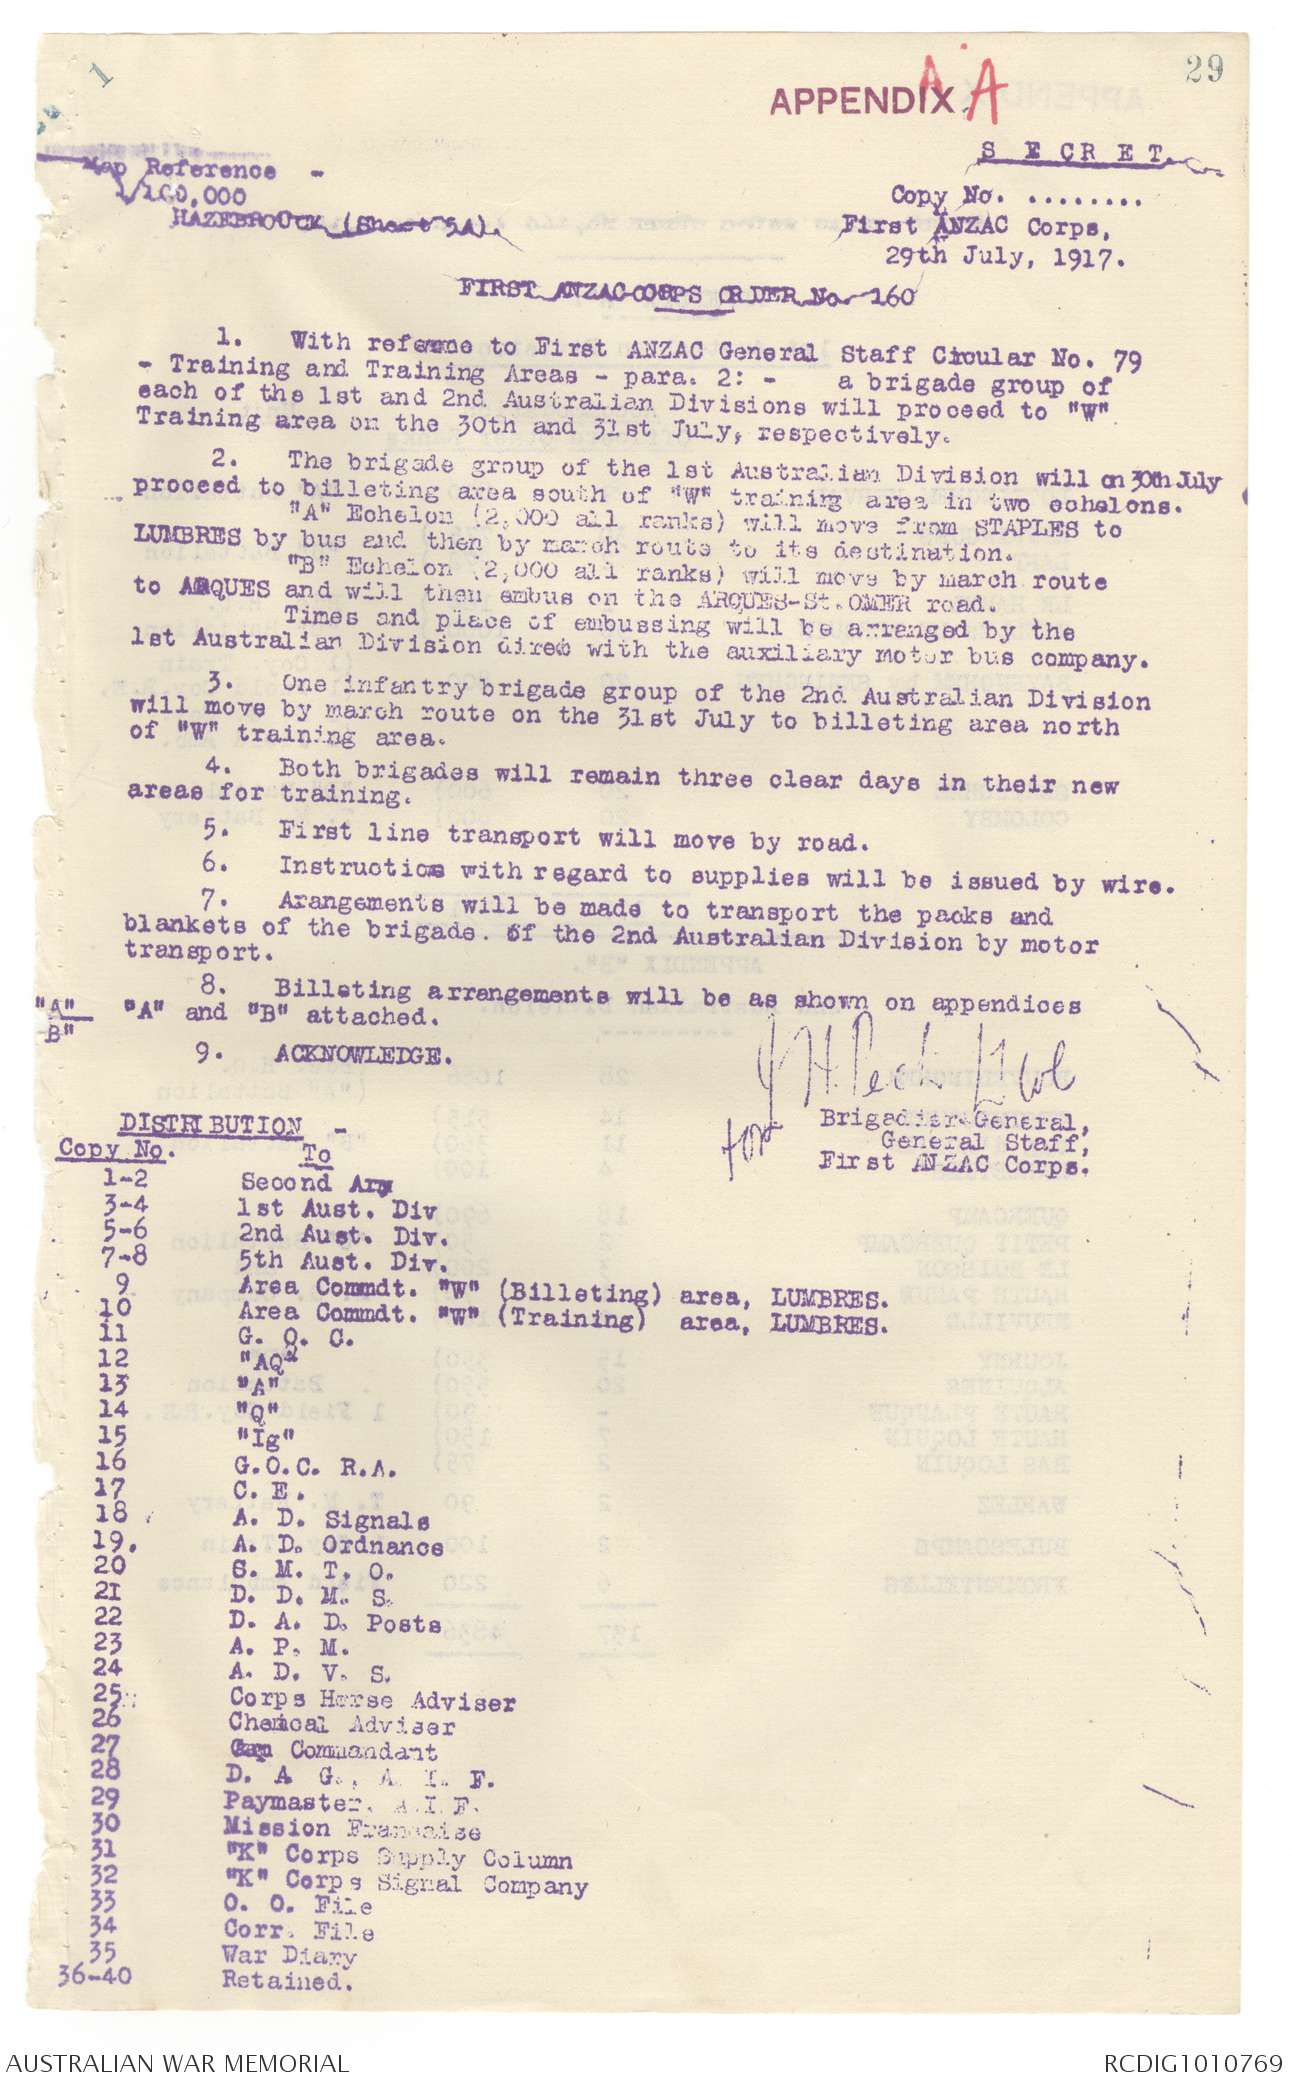 29
1
APPENDIX A
S E C R E T.
Map Reference -
1/100,000
HAZEBROUCK (Sheet 5A).
Copy No. ........
First ANZAC Corps,
29th July, 1917.
FIRST ANZAC CORPS ORDER No. 160
1. With refernce to First ANZAC General Staff Circular No. 79
- Training and Training Areas - para. 2: - a brigade group of
each of the 1st and 2nd Australian Divisions will proceed to "W"
Training area on the 30th and 31st July, respectively.
2. The brigade group of the 1st Australian Division will on 30th July
proceed to billeting area south of "W" training area in two echelons.
"A" Echelon (2,000 all ranks) will move from STAPLES to
LUMBRES by bus and then by march route to its destination.
"B" Echelon (2,000 all ranks) will move by march route
to ARQUES and will then embus on the ARQUES-St.OMER road.
Times and place of embussing will be arranged by the
1st Australian Division direct with the auxiliary motor bus company.
3. One infantry brigade group of the 2nd Australian Division
will move by march route on the 31st July to billeting area north
of "W" training area.
4. Both brigades will remain three clear days in their new
areas for training.
5. First line transport will move by road.
6. Instructions with regard to supplies will be issued by wire.
7. Arangements will be made to transport the packs and
blankets of the brigade. of the 2nd Australian Division by motor
transport.
8. Billeting arrangements will be as shown on appendices
"A" "A" and "B" attached.
B"
9. ACKNOWLEDGE.
J H Peck Lt Col
for Brigadier-General,
General Staff,
First ANZAC Corps.
DISTRIBUTION -
Copy No. To
1-2 Second Army
3-4 1st Aust. Div
5-6 2nd Aust. Div.
7-8 5th Aust. Div.
9 Area Commdt. "W" (Billeting) area, LUMBRES.
10 Area Commdt. "W" (Training) area, LUMBRES.
11 G. O. C.
12 "AQ"
13 "A"
14 "Q"
15 "Ig"
16 G.O.C. R.A.
17 C. E.
18 A. D. Signals
19. A. D. Ordnance
20 S. M. T. O.
21 D. D. M. S.
22 D. A. D. Posts
23 A. P. M.
24 A. D. V. S.
25 Corps Horse Adviser
26 Chemical Adviser
27 Camp Commandant
28 D. A G., A. I. F.
29 Paymaster, A.I.F.
30 Mission Francaise
31 "K" Corps Supply Column
32 "K" Corps Signal Company
33 O. O. File
34 Corr. File
35 War Diary
36-40 Retained.
AUSTRALIAN WAR MEMORIAL
RCDIG1010769